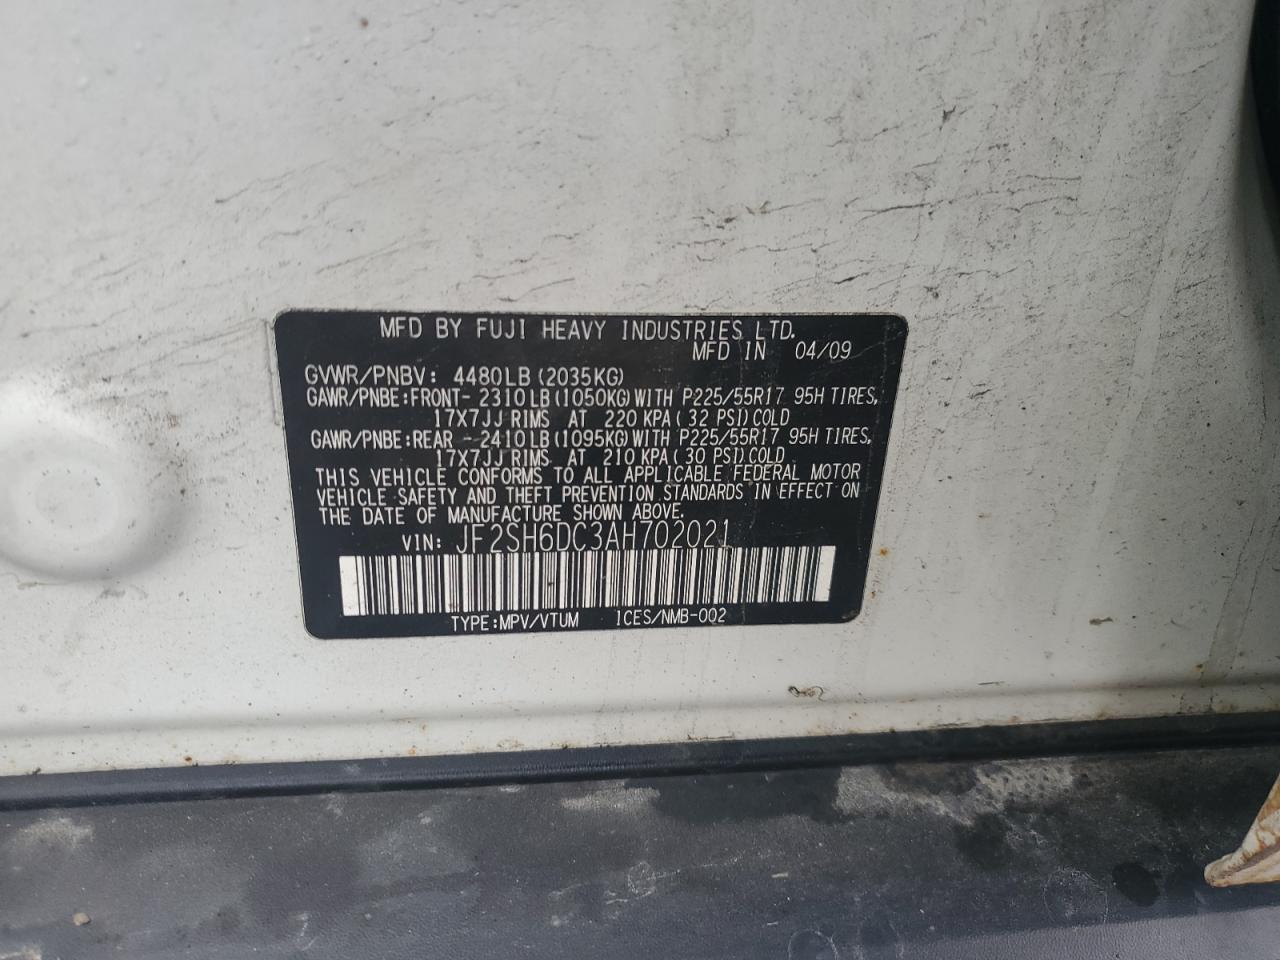 MFD BY FUJI HEAVY INDUSTRIES LTD.
MFD IN 04/09
GVWR/PNBV: 4480LB (2035KG)
GAWR/PNBE:FRONT- 2310LB (1050KG) WITH P225/55R17 95H TIRES,
17X7JJ RIMS AT 220 KPA ( 32 PSI) COLD
GAWR/PNBE:REAR -2410LB (1095KG) WITH P225/55R17 95H TIRES,
17X7JJ RIMS AT 210 KPA ( 30 PSI) COLD
THIS VEHICLE CONFORMS TO ALL APPLICABLE FEDERAL MOTOR
VEHICLE SAFETY AND THEFT PREVENTION STANDARDS IN EFFECT ON
THE DATE OF MANUFACTURE SHOWN ABOVE.
VIN: JF2SH6DC3AH702021
TYPE:MPV/VTUM ICES/NMB-002